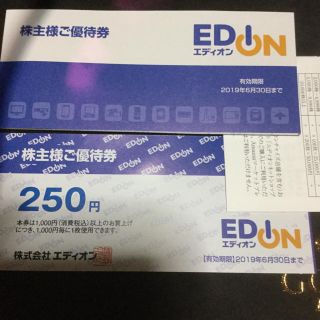 株主様ご優待券
EDION
エディオン
有効期限
2019年6月30日まで
株主様ご優待券
250円
本券は1,000円(消費税込)以上のお買上げ
につき、1,000円毎に1枚使用できます。
株式会社 エディオン
EDION
エディオン
【有効期限】2019年6月30日まで